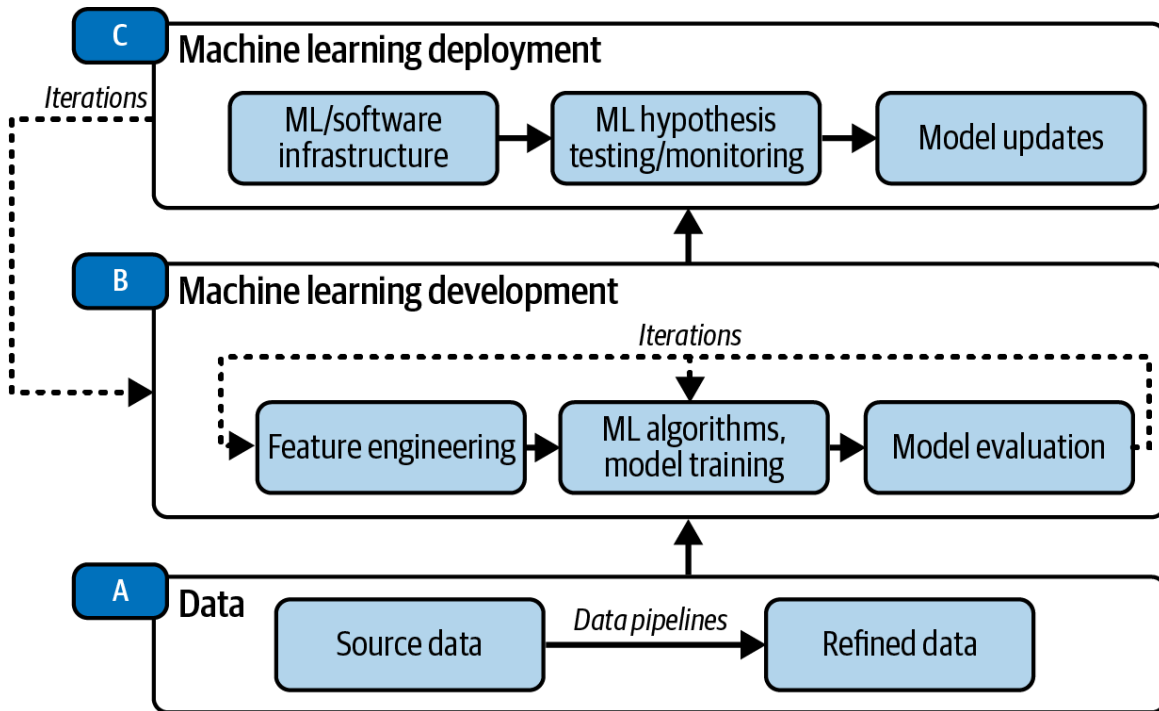 C
Machine learning deployment
Iterations
ML/software
infrastructure
ML hypothesis
testing/monitoring
Model updates
B
Machine learning development
Iterations
Feature engineering
ML algorithms,
model training
Model evaluation
A
Data
Source data
Data pipelines
Refined data